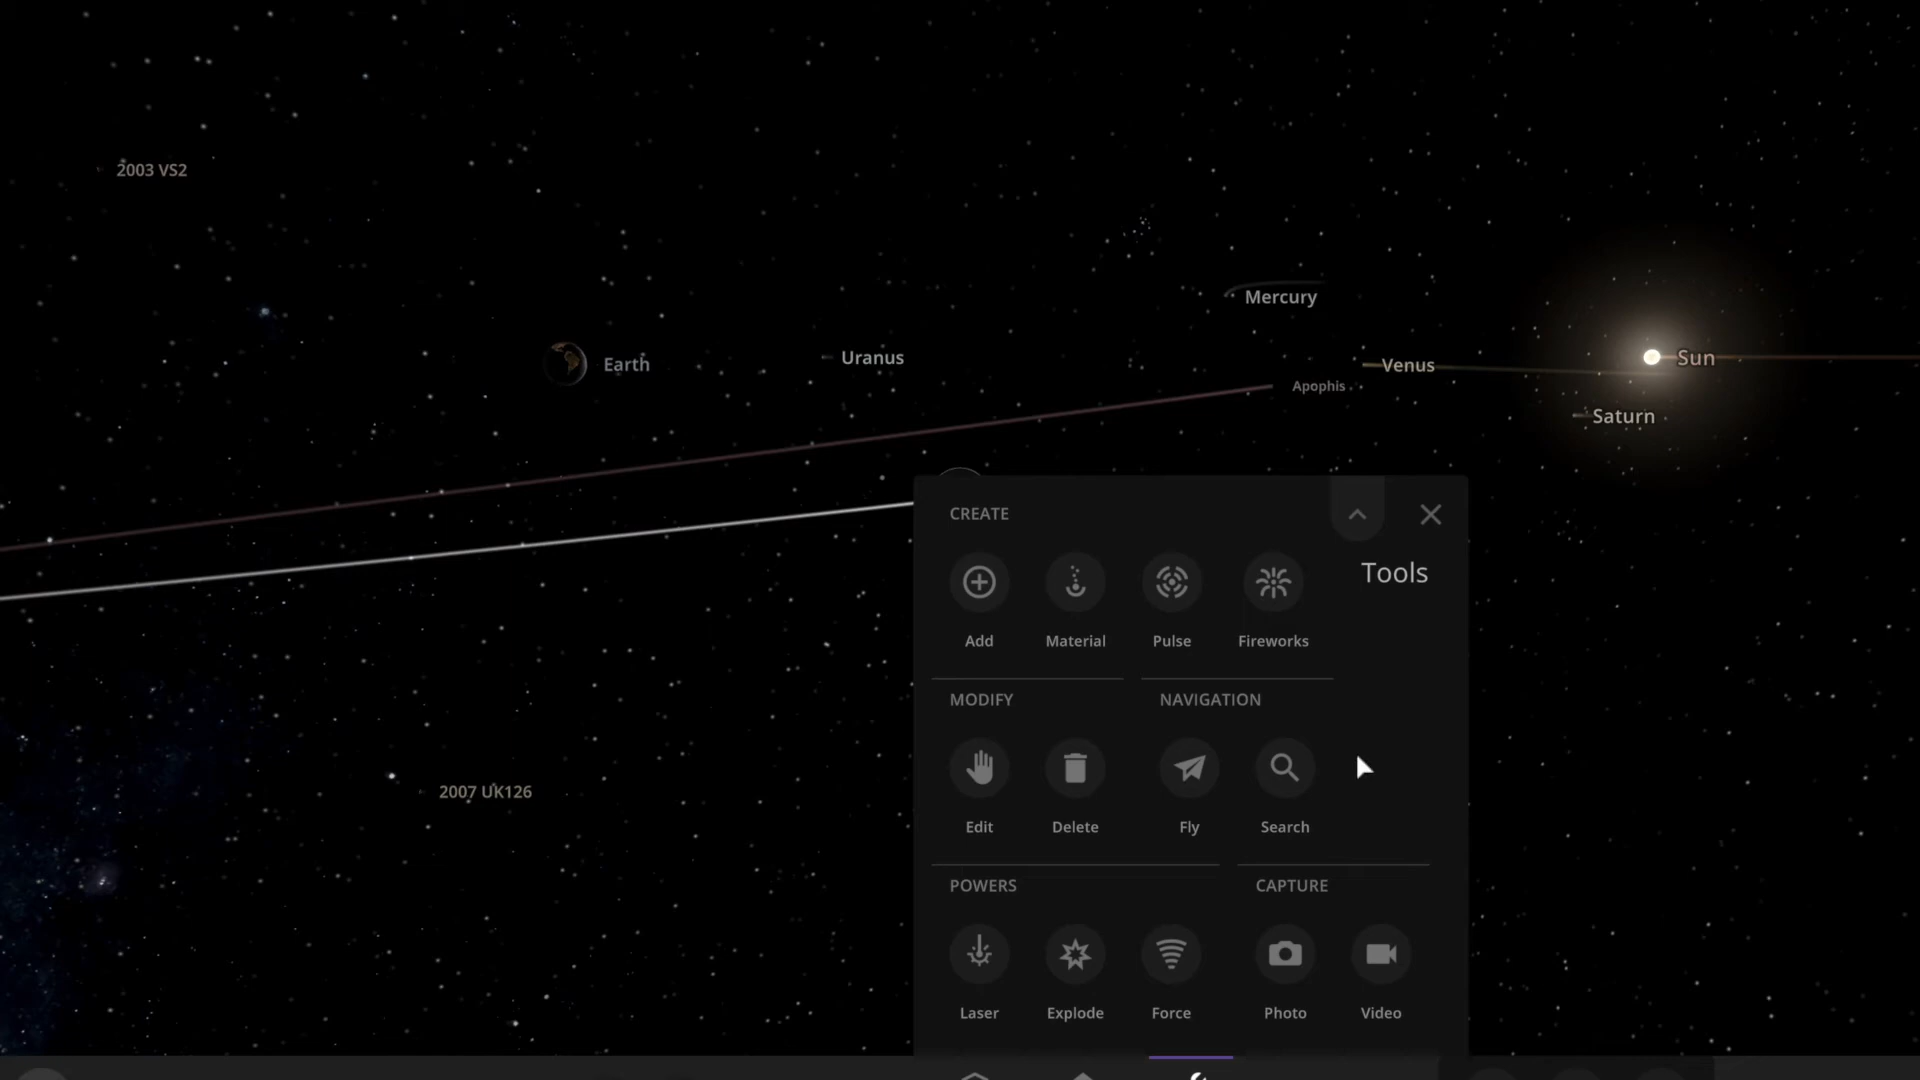 2003 VS2
Mercury
Earth
Uranus
Venus
Sun
Apophis
Saturn
CREATE
Tools
Add
Material
Pulse
Fireworks
MODIFY
NAVIGATION
2007 UK126
Edit
Delete
Fly
Search
POWERS
CAPTURE
Laser
Explode
Force
Photo
Video